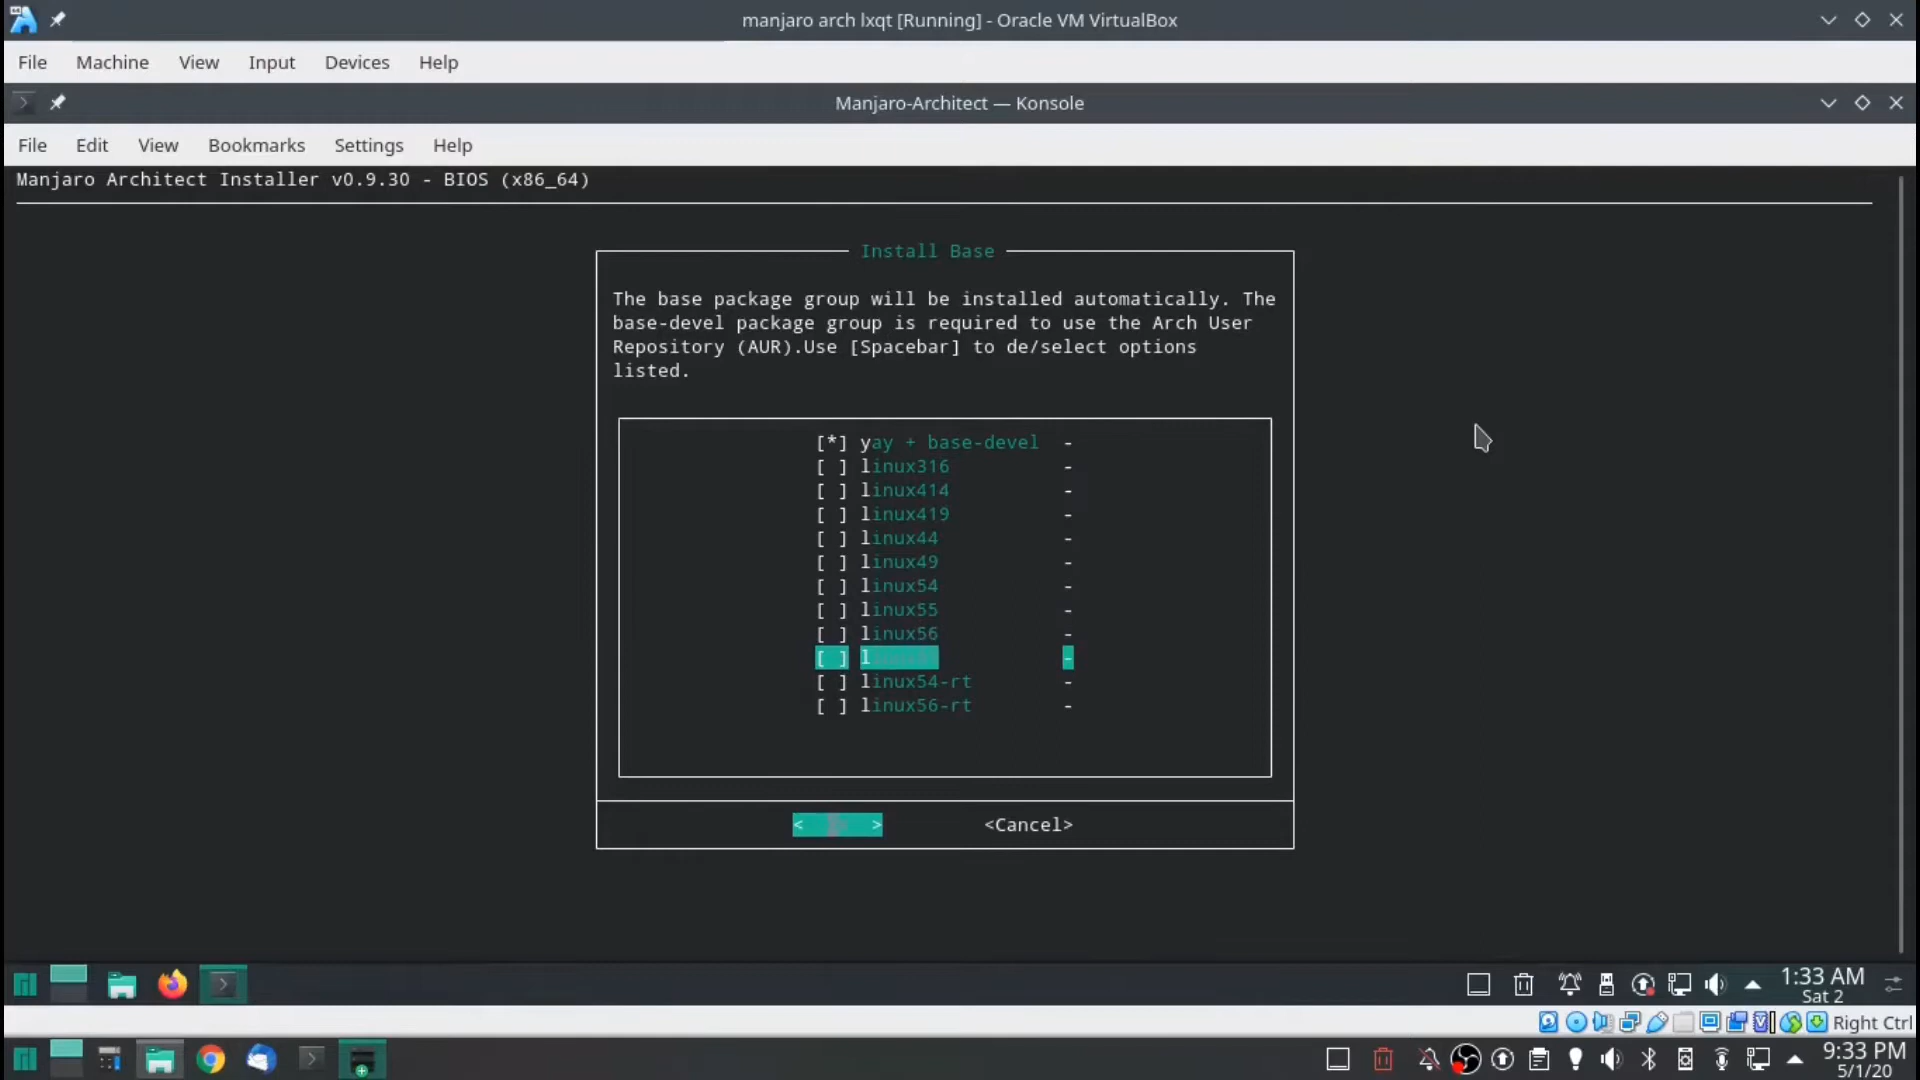 manjaro arch lxqt [Running] - Oracle VM VirtualBox
File Machine View Input Devices Help
Manjaro-Architect — Konsole
File Edit View Bookmarks Settings Help
Manjaro Architect Installer v0.9.30 - BIOS (x86_64)
Install Base
The base package group will be installed automatically. The
base-devel package group is required to use the Arch User
Repository (AUR).Use [Spacebar] to de/select options
listed.
[*] yay + base-devel -
[ ] linux316 -
[ ] linux414 -
[ ] linux419 -
[ ] linux44 -
[ ] linux49 -
[ ] linux54 -
[ ] linux55 -
[ ] linux56 -
[ ] -
[ ] linux54-rt -
[ ] linux56-rt -
< > <Cancel>
1:33 AM
Sat 2
Right Ctrl
9:33 PM
5/1/20